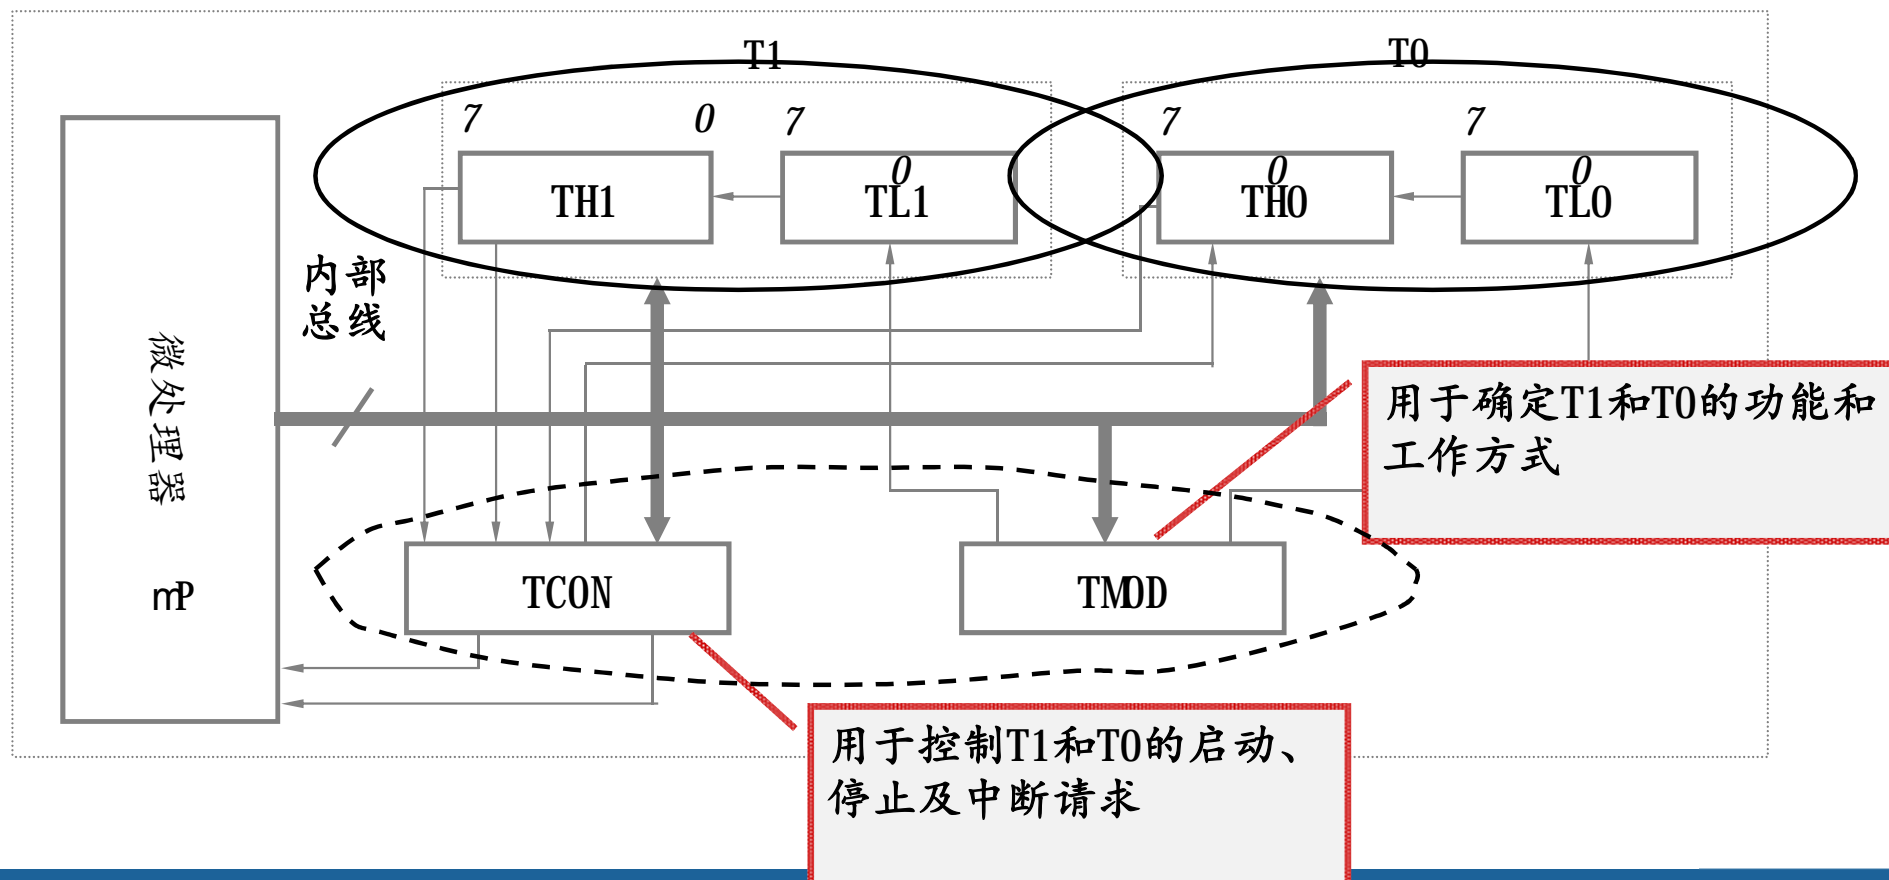 T1
T0
7
0
7
7
7
0
0
0
TH1
TL1
TH0
TL0
内部
总线
微处理器
mP
用于确定T1和T0的功能和
工作方式
TCON
TMOD
用于控制T1和T0的启动、
停止及中断请求